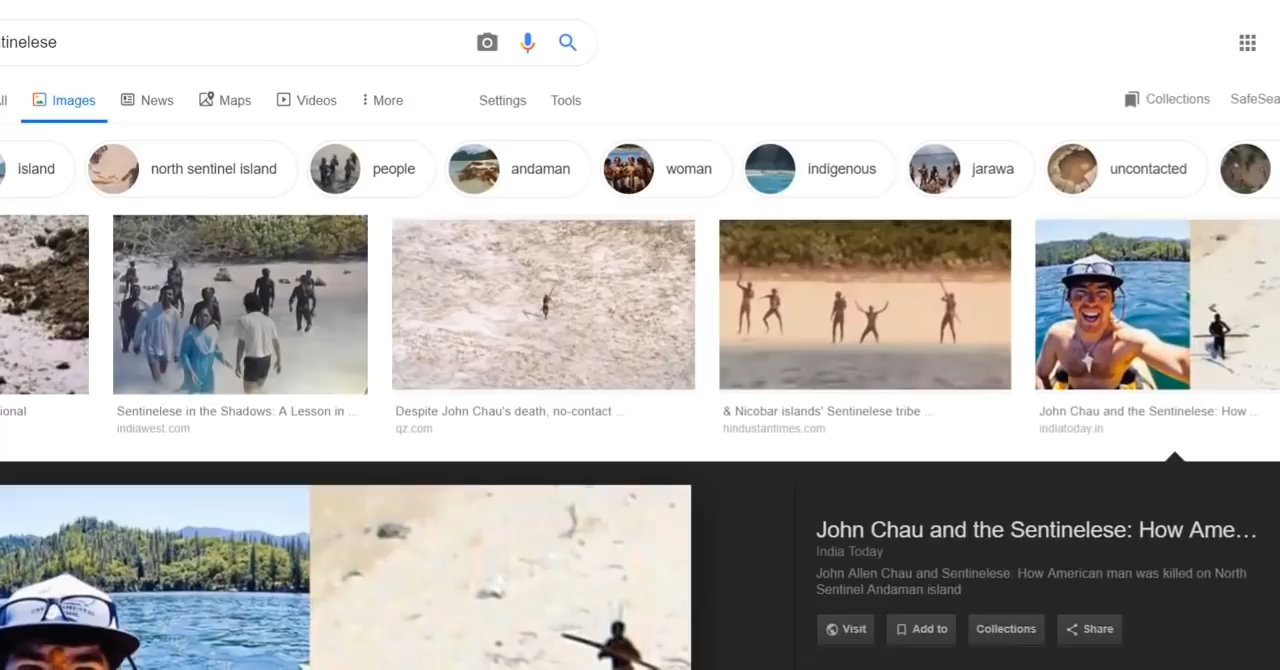 tinelese
ll Images News Maps Videos More Settings Tools Collections SafeSea
island north sentinel island people andaman woman indigenous jarawa uncontacted
ional Sentinelese in the Shadows: A Lesson in ... Despite John Chau's death, no-contact ... & Nicobar islands' Sentinelese tribe ... John Chau and the Sentinelese: How ...
indiawest.com qz.com hindustantimes.com indiatoday.in
John Chau and the Sentinelese: How Ame...
India Today
John Allen Chau and Sentinelese: How American man was killed on North
Sentinel Andaman island
Visit Add to Collections Share